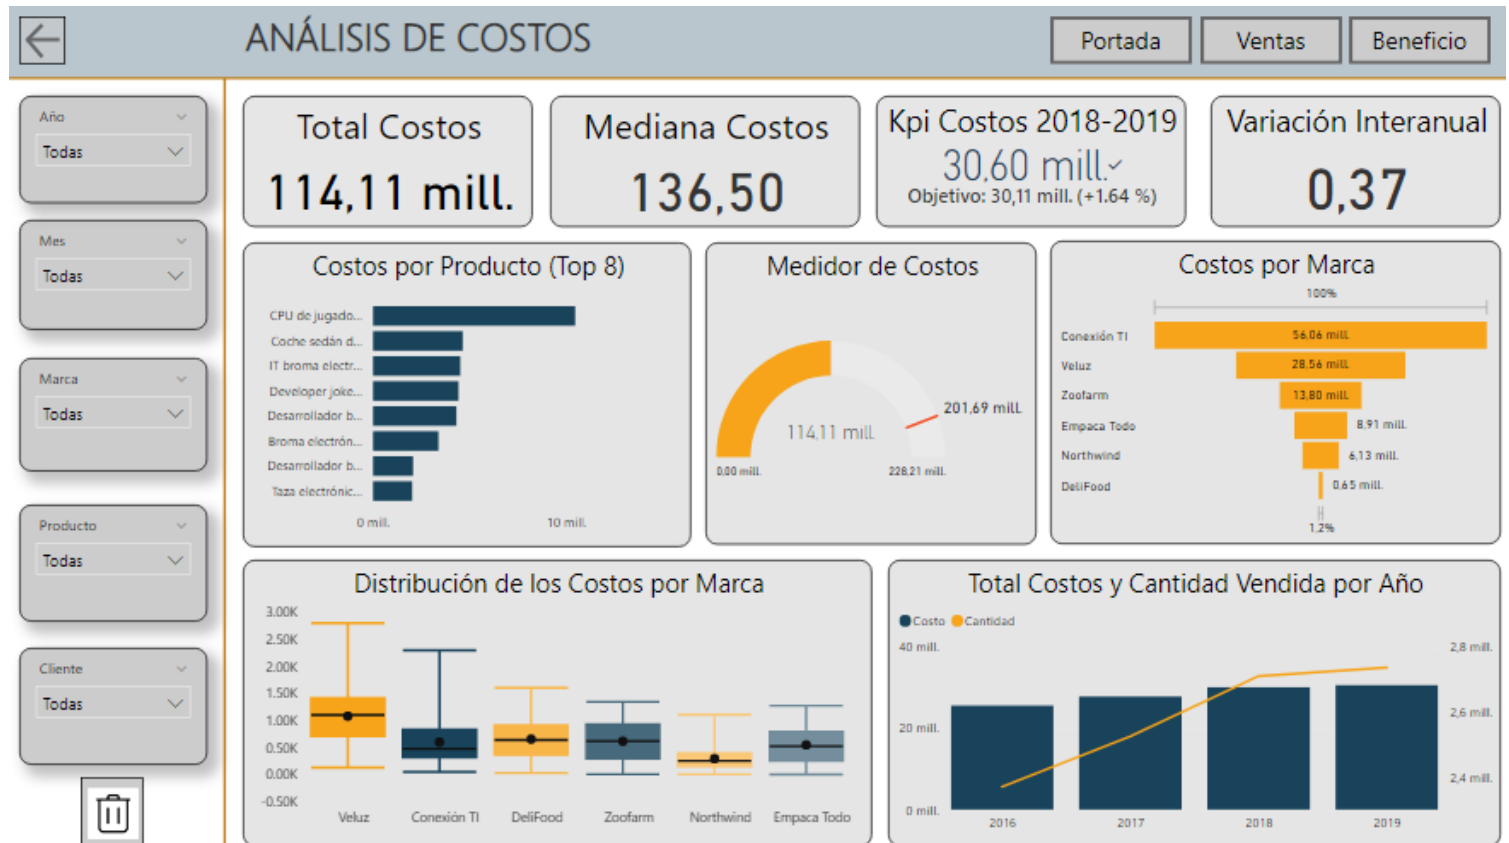 ANÁLISIS DE COSTOS
Portada
Ventas
Beneficio
Año
Todas
Mes
Todas
Marca
Todas
Producto
Todas
Cliente
Todas
Total Costos
114,11 mill.
Mediana Costos
136,50
Kpi Costos 2018-2019
30,60 mill.
Objetivo: 30,11 mill. (+1.64 %)
Variación Interanual
0,37
Costos por Producto (Top 8)
CPU de jugado...
Coche sedán d...
IT broma electr...
Developer joke...
Desarrollador b...
Broma electrón...
Desarrollador b...
Taza electrónic...
0 mill.
10 mill.
Medidor de Costos
201,69 mill.
114,11 mill.
0,00 mill.
228,21 mill.
Costos por Marca
100%
Conexión TI
56,06 mill.
Veluz
28,56 mill.
Zoofarm
13,80 mill.
Empaca Todo
8,91 mill.
Northwind
6,13 mill.
DeliFood
0,65 mill.
1,2%
Distribución de los Costos por Marca
3.00K
2.50K
2.00K
1.50K
1.00K
0.50K
0.00K
-0.50K
Veluz
Conexión TI
DeliFood
Zoofarm
Northwind
Empaca Todo
Total Costos y Cantidad Vendida por Año
Costo
Cantidad
40 mill.
20 mill.
0 mill.
2,8 mill.
2,6 mill.
2,4 mill.
2016
2017
2018
2019